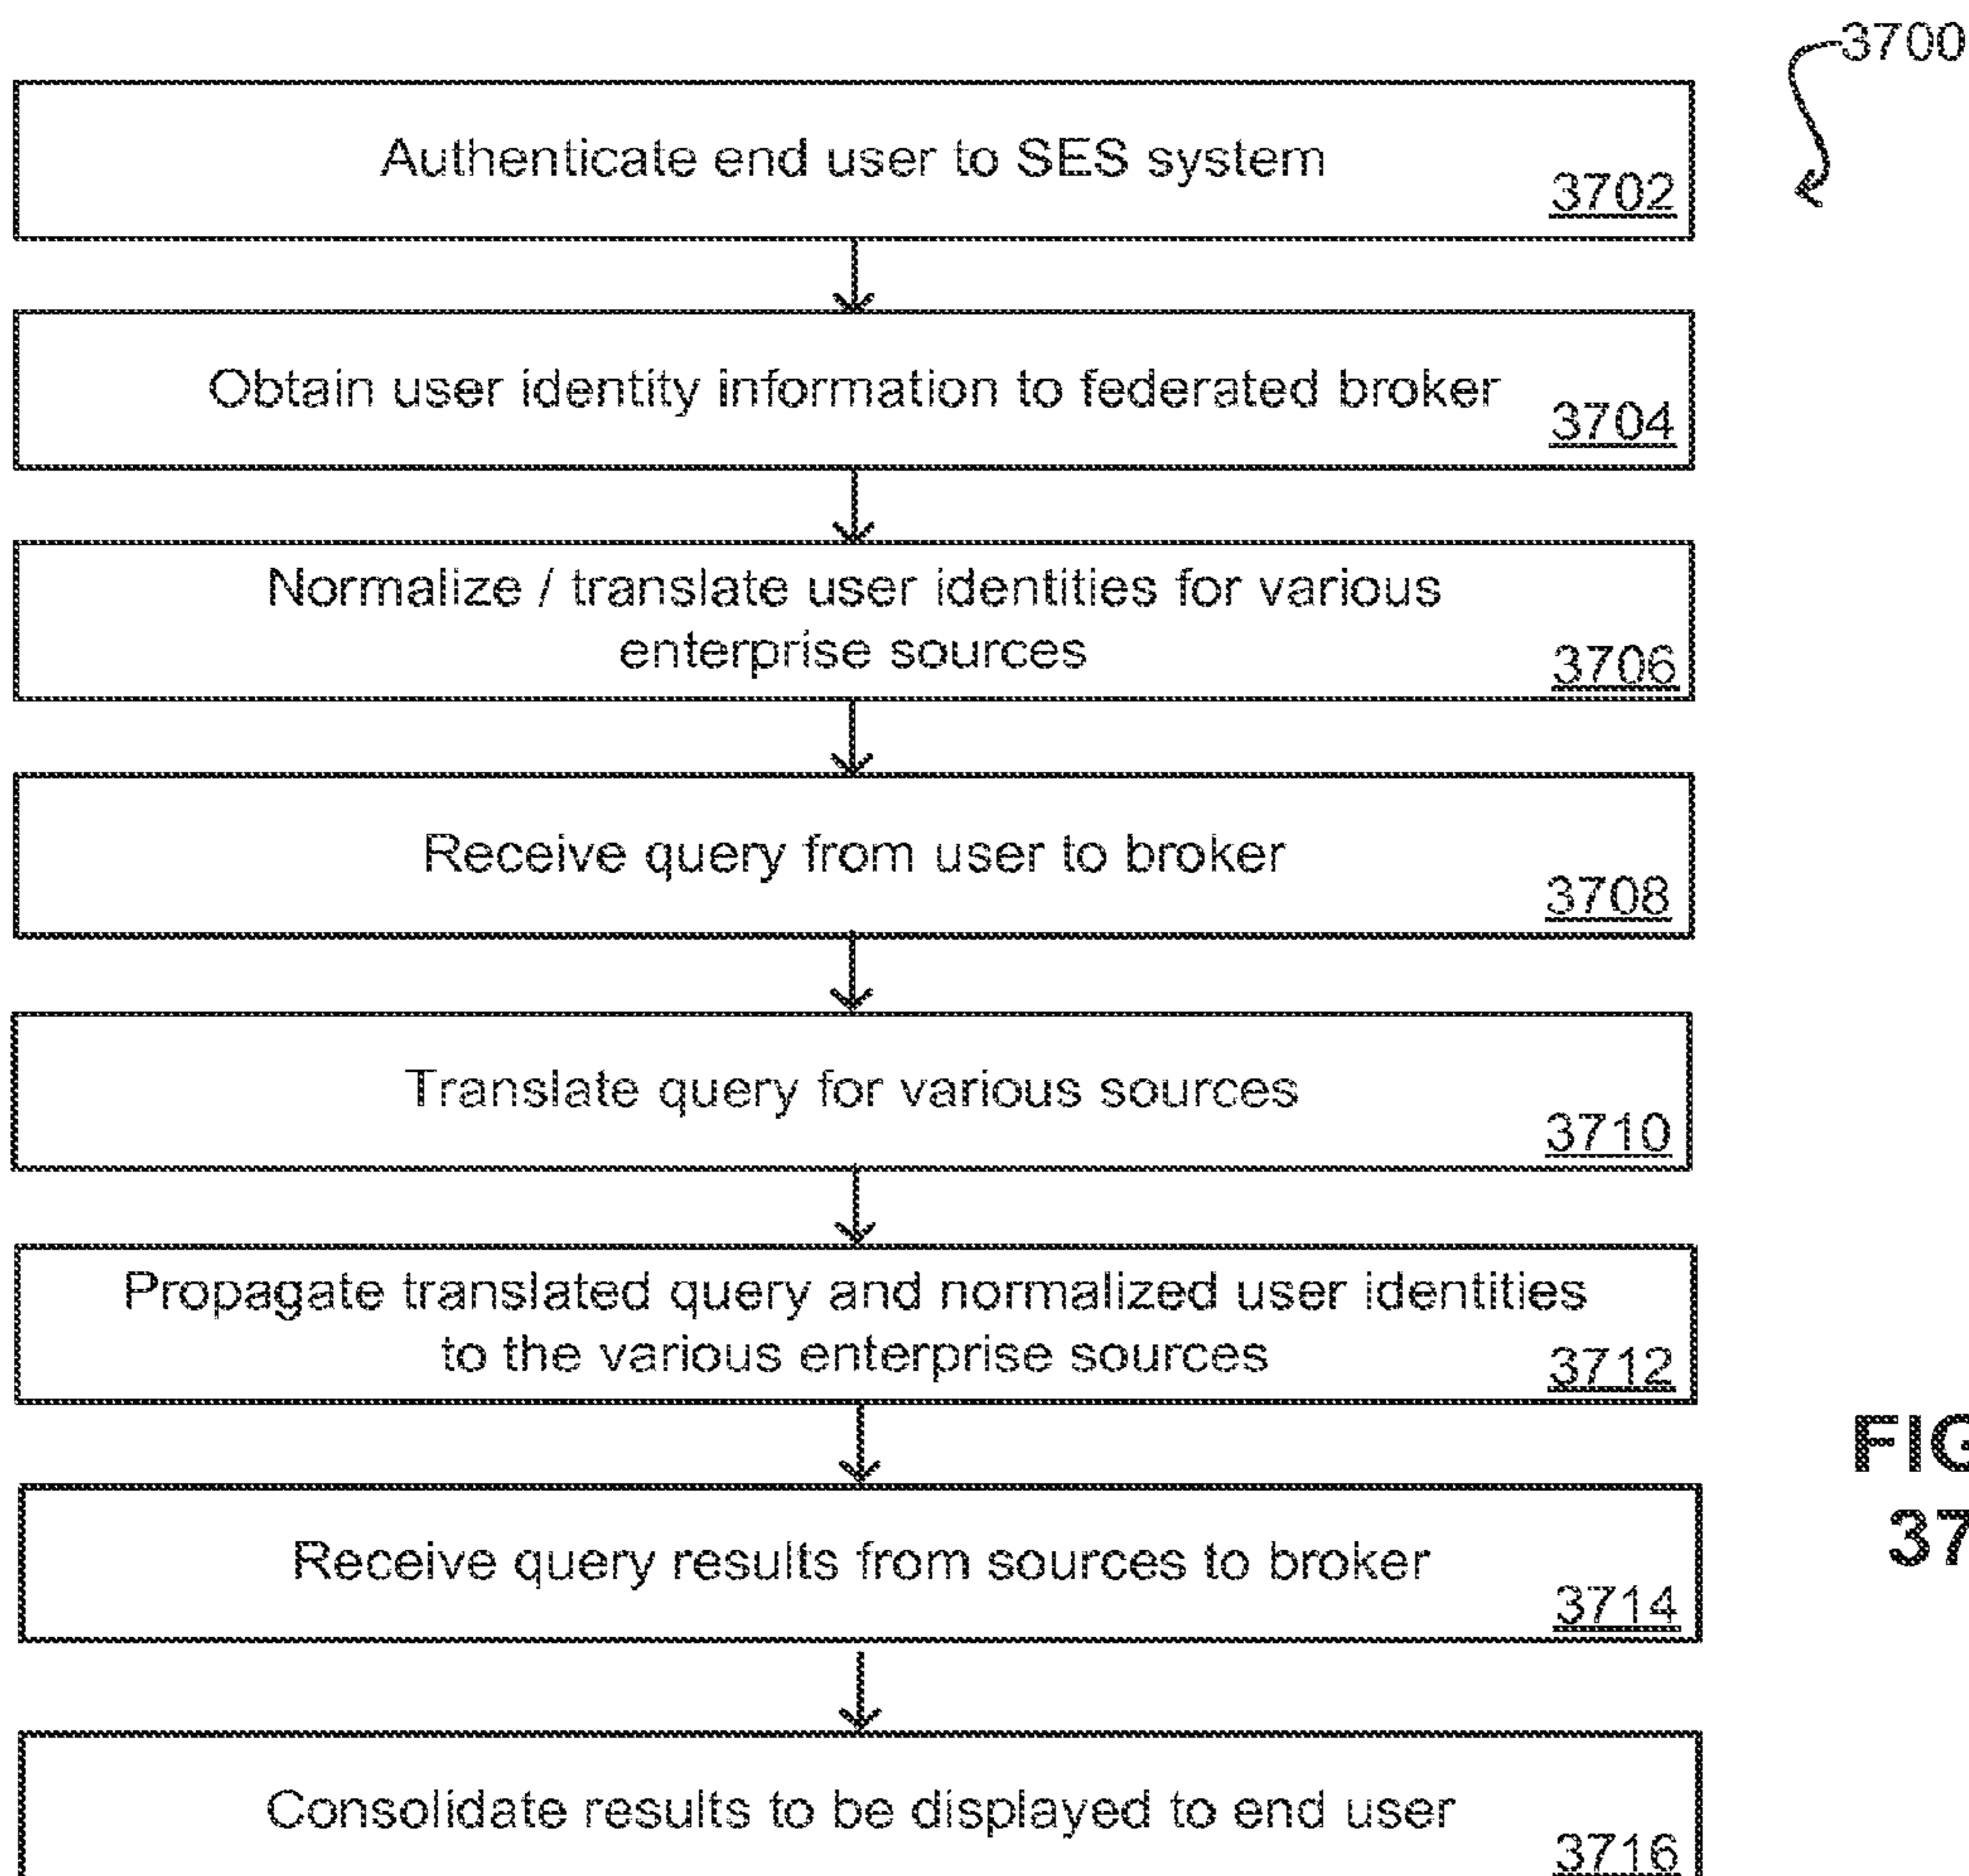 3700
Authenticate end user to SES system
3702
Obtain user identity information to federated broker
3704
Normalize / translate user identities for various
enterprise sources
3706
Receive query from user to broker
3708
Translate query for various sources
3710
Propagate translated query and normalized user identities
to the various enterprise sources
3712
FIG
37
Receive query results from sources to broker
3714
Consolidate results to be displayed to end user
3716